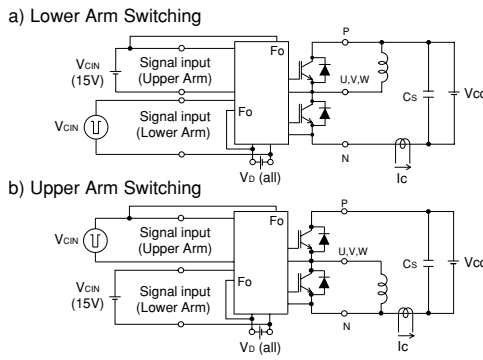 a) Lower Arm Switching
P
Fo
VCIN
(15V)
Signal input
(Upper Arm)
U,V,W
CS
Vcc
Signal input
(Lower Arm)
Fo
VCIN
N
VD (all)
Ic
b) Upper Arm Switching
P
Fo
VCIN
Signal input
(Upper Arm)
U,V,W
CS
Vcc
VCIN
(15V)
Signal input
(Lower Arm)
Fo
N
VD (all)
Ic